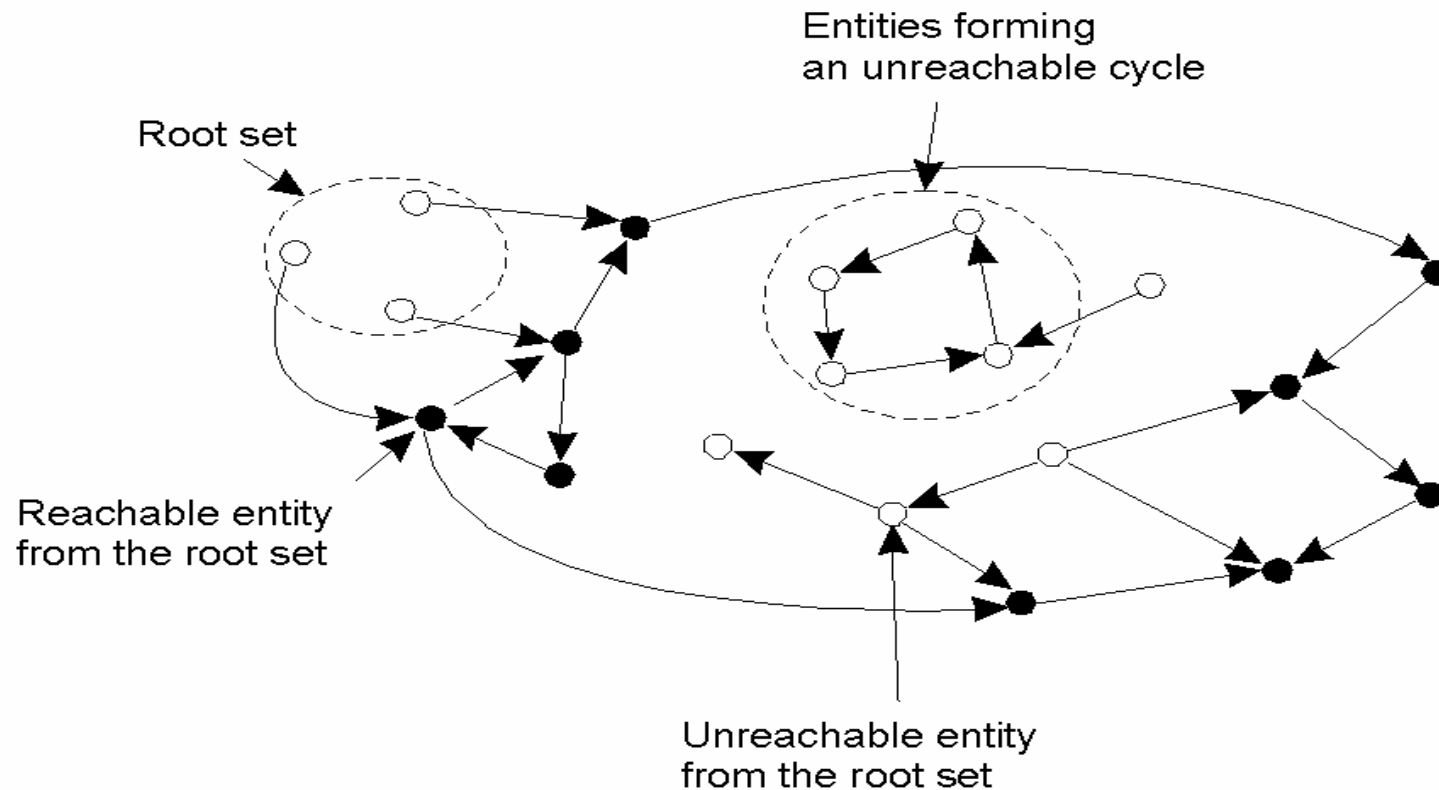 Entities forming
an unreachable cycle
Root set
Reachable entity
from the root set
Unreachable entity
from the root set